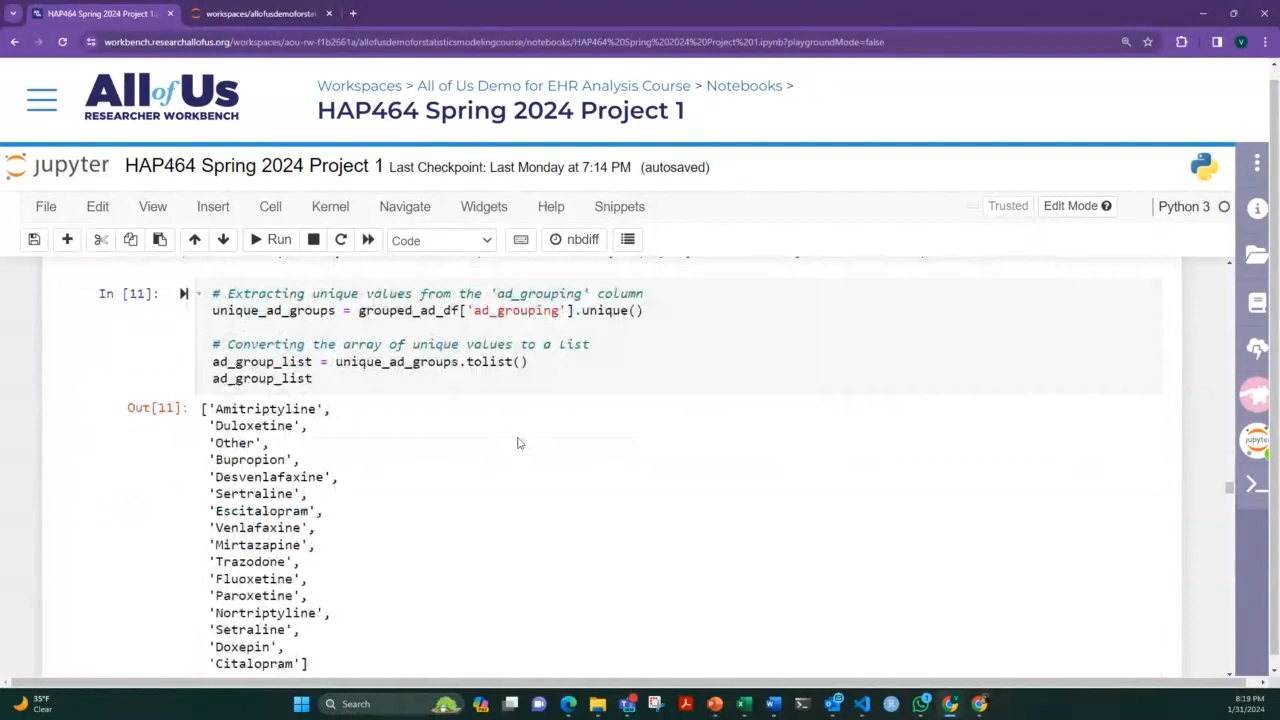 HAP464 Spring 2024 Project 1
workspaces/allofusdemoforstat
workbench.researchallofus.org/workspaces/aou-rw-f1b2661a/allofusdemoforstatisticsmodelingcourse/notebooks/HAP464%20Spring%202024%20Project%201.ipynb?playgroundMode=false
All of Us
RESEARCHER WORKBENCH
Workspaces > All of Us Demo for EHR Analysis Course > Notebooks >
HAP464 Spring 2024 Project 1
jupyter HAP464 Spring 2024 Project 1 Last Checkpoint: Last Monday at 7:14 PM (autosaved)
File Edit View Insert Cell Kernel Navigate Widgets Help Snippets Trusted Edit Mode Python 3
Run Code nbdiff
In [11]: # Extracting unique values from the 'ad_grouping' column
unique_ad_groups = grouped_ad_df['ad_grouping'].unique()
# Converting the array of unique values to a list
ad_group_list = unique_ad_groups.tolist()
ad_group_list
Out[11]: ['Amitriptyline',
'Duloxetine',
'Other',
'Bupropion',
'Desvenlafaxine',
'Sertraline',
'Escitalopram',
'Venlafaxine',
'Mirtazapine',
'Trazodone',
'Fluoxetine',
'Paroxetine',
'Nortriptyline',
'Setraline',
'Doxepin',
'Citalopram']
jupyter
35°F
Clear
Search
8:19 PM
1/31/2024